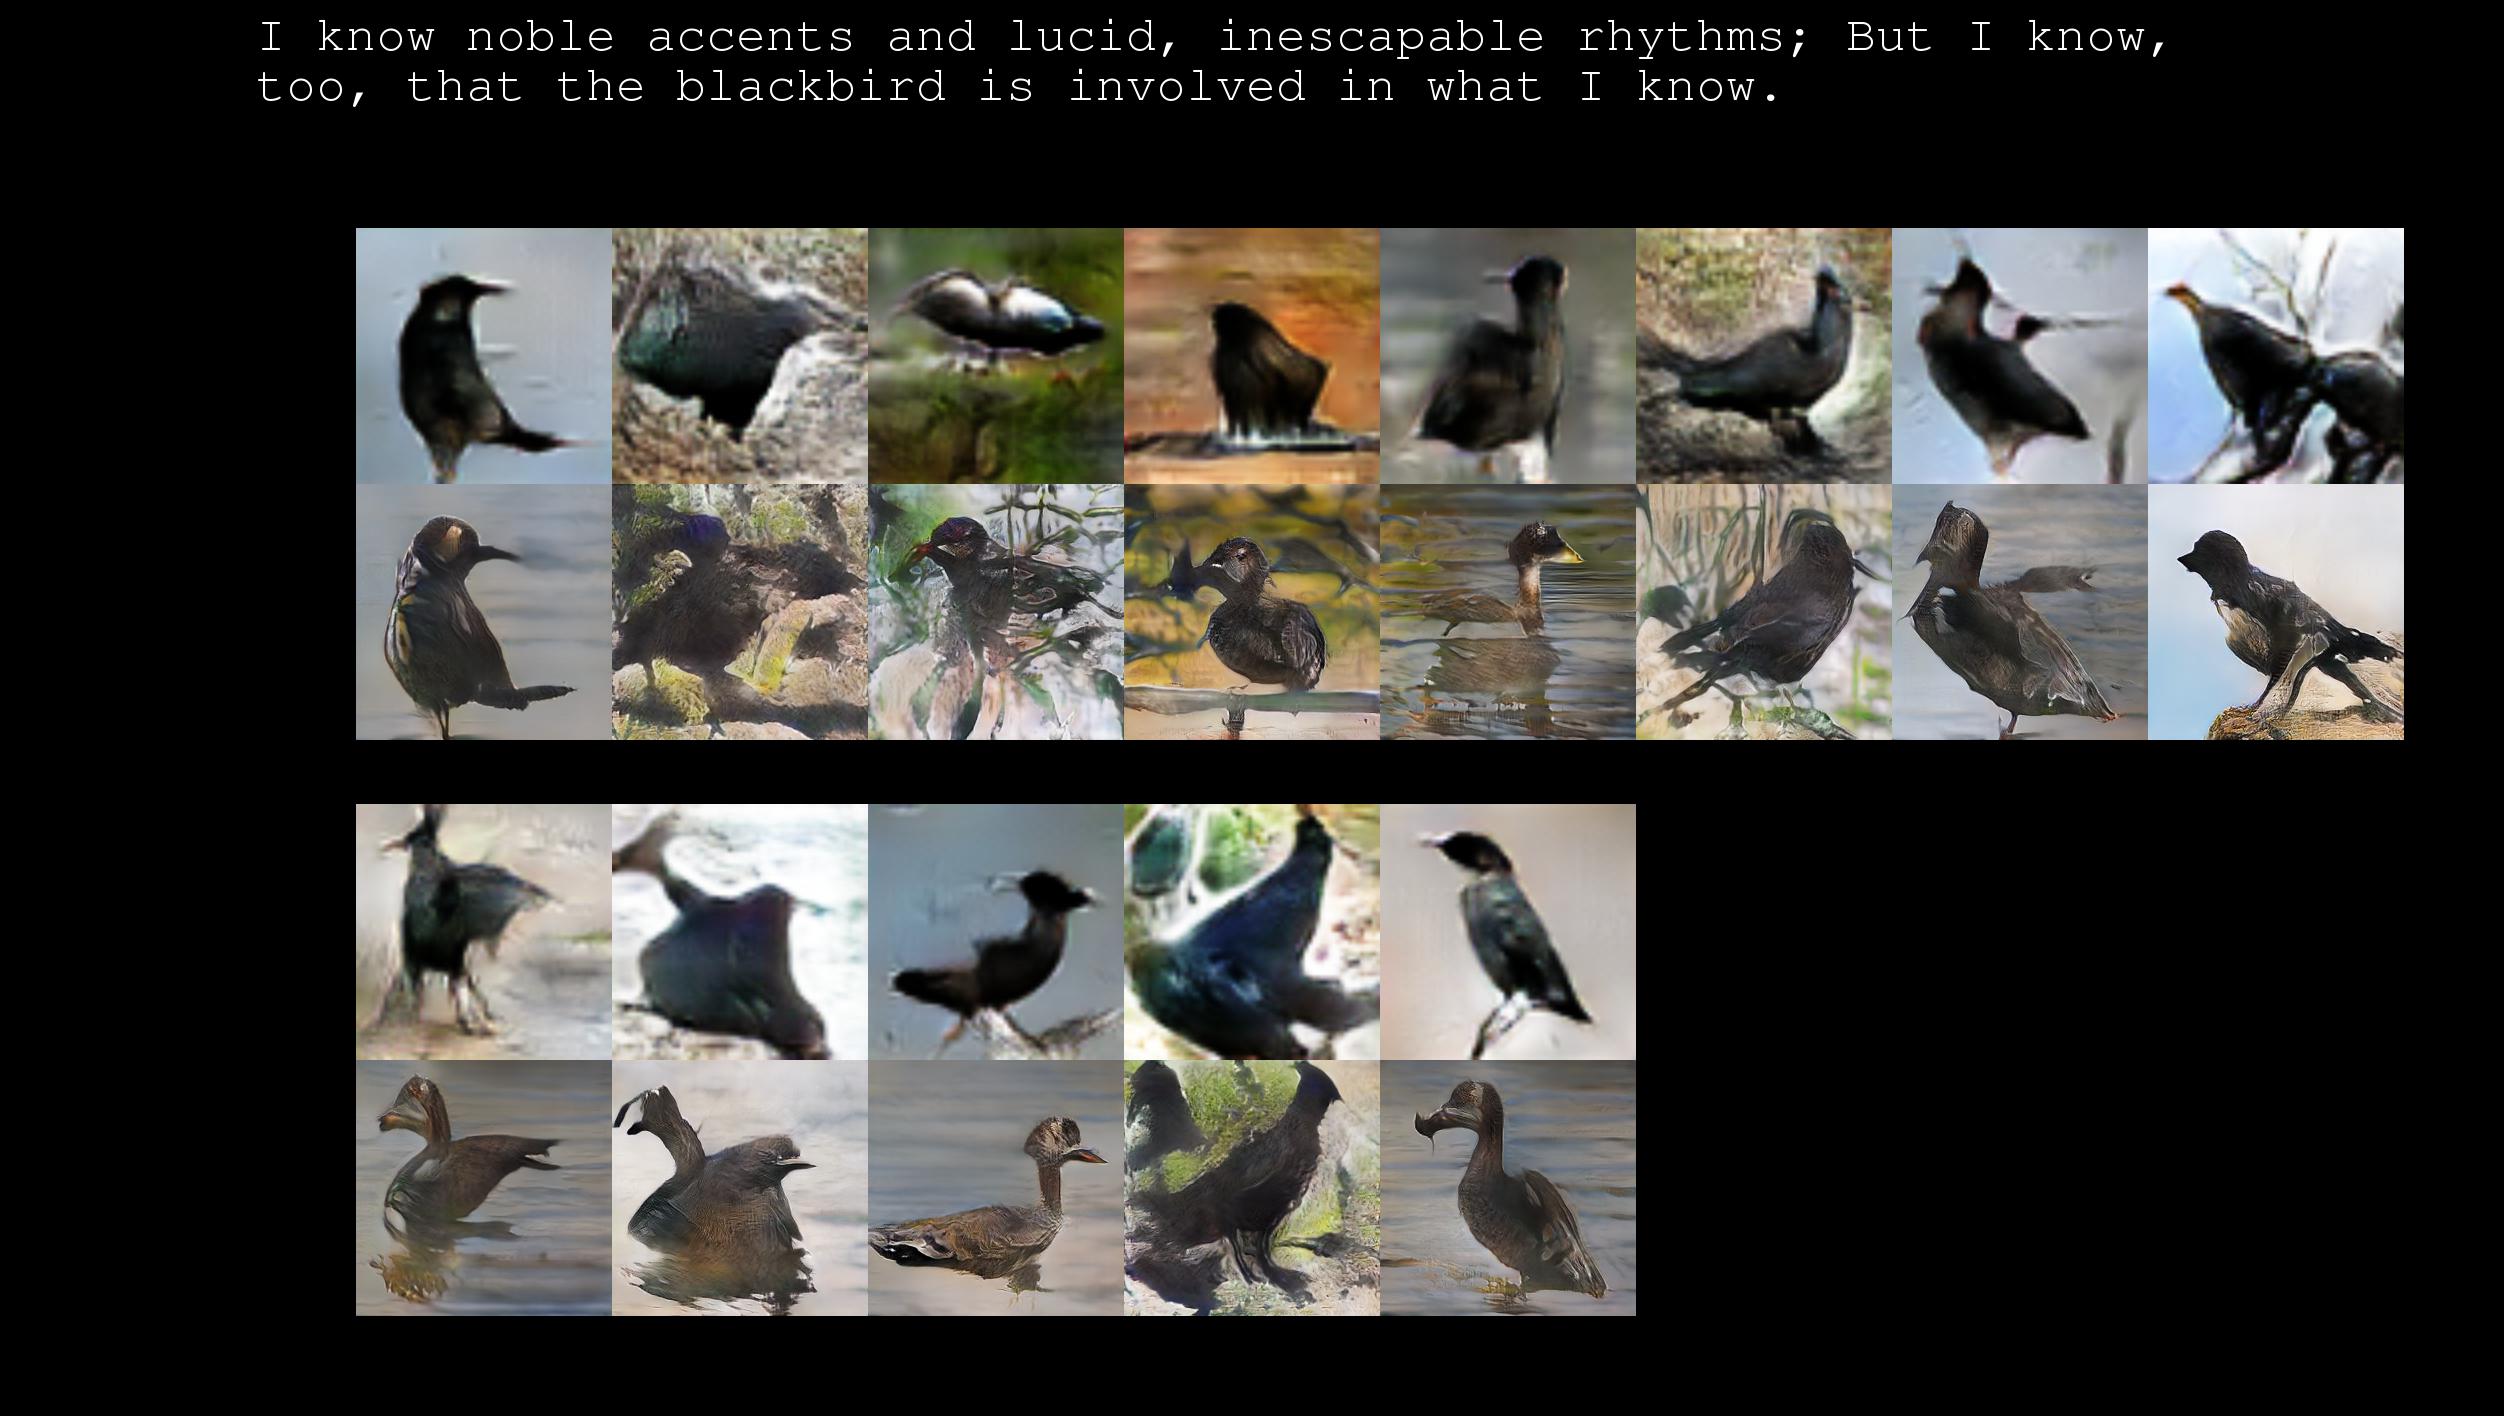 I know noble accents and lucid, inescapable rhythms; But I know,
too, that the blackbird is involved in what I know.